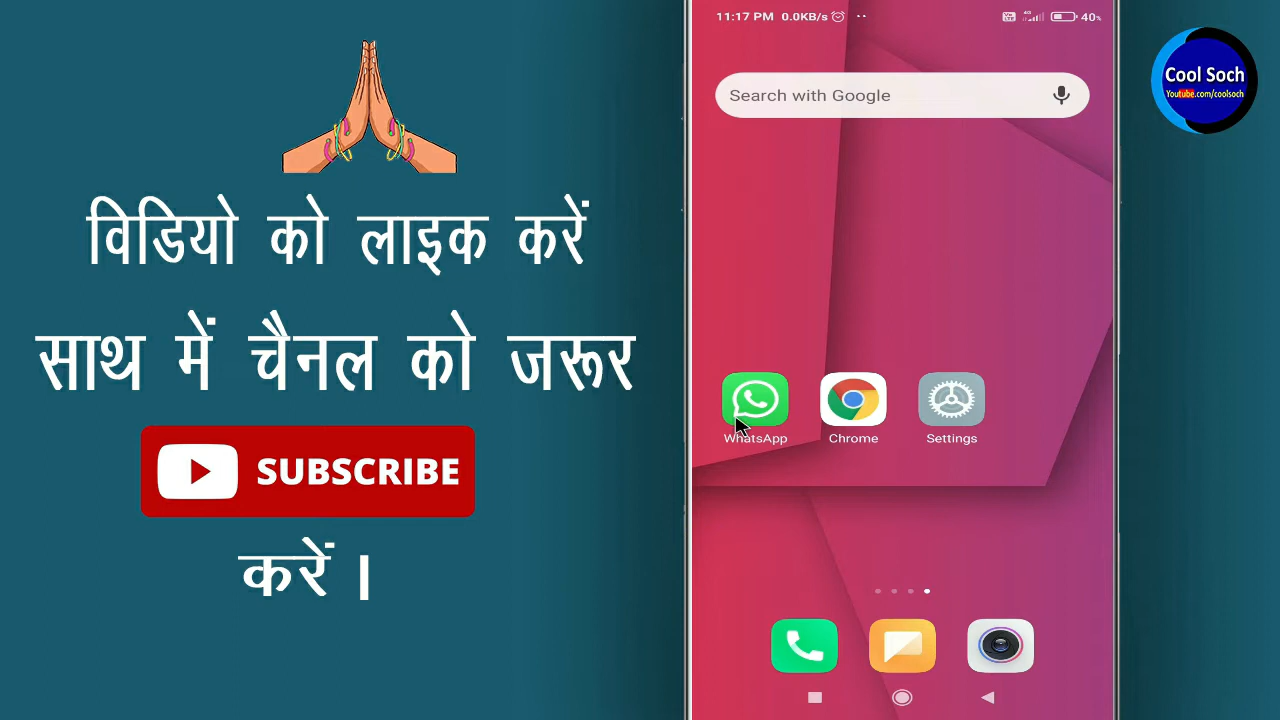 विडियो को लाइक करें
साथ में चैनल को जरूर
SUBSCRIBE
करें ।
11:17 PM 0.0KB/s
40%
Search with Google
WhatsApp
Chrome
Settings
Cool Soch
Youtube.com/coolsoch